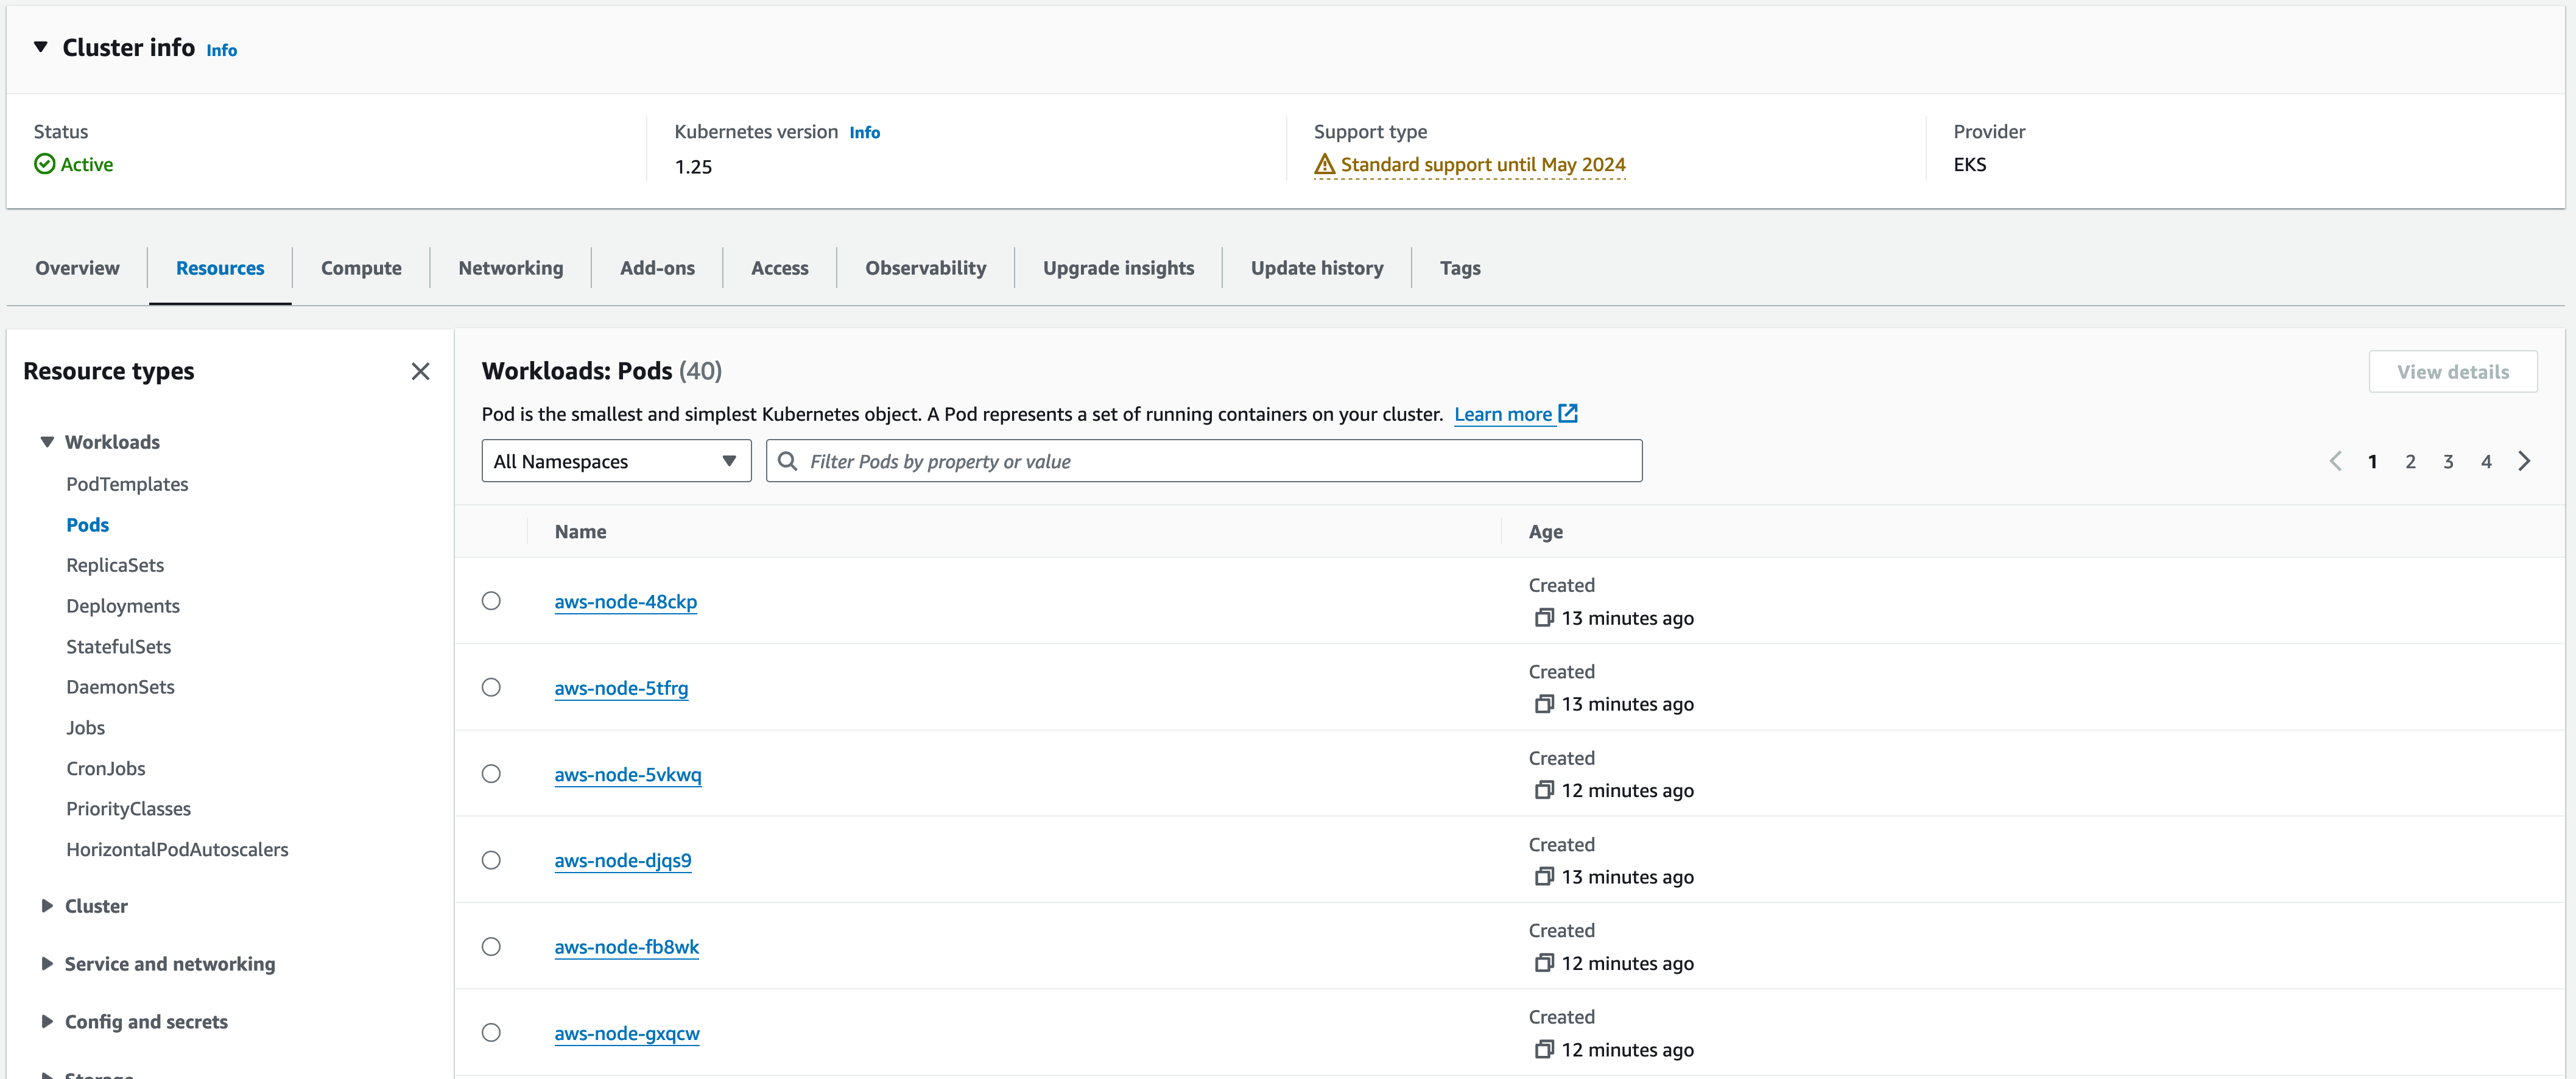 Cluster info Info
Status
Active
Kubernetes version Info
1.25
Support type
Standard support until May 2024
Provider
EKS
Overview Resources Compute Networking Add-ons Access Observability Upgrade insights Update history Tags
Resource types
Workloads
PodTemplates
Pods
ReplicaSets
Deployments
StatefulSets
DaemonSets
Jobs
CronJobs
PriorityClasses
HorizontalPodAutoscalers
Cluster
Service and networking
Config and secrets
Storage
Workloads: Pods (40)
View details
Pod is the smallest and simplest Kubernetes object. A Pod represents a set of running containers on your cluster. Learn more
All Namespaces
Filter Pods by property or value
1 2 3 4
Name Age
aws-node-48ckp
Created
13 minutes ago
aws-node-5tfrg
Created
13 minutes ago
aws-node-5vkwq
Created
12 minutes ago
aws-node-djqs9
Created
13 minutes ago
aws-node-fb8wk
Created
12 minutes ago
aws-node-gxqcw
Created
12 minutes ago